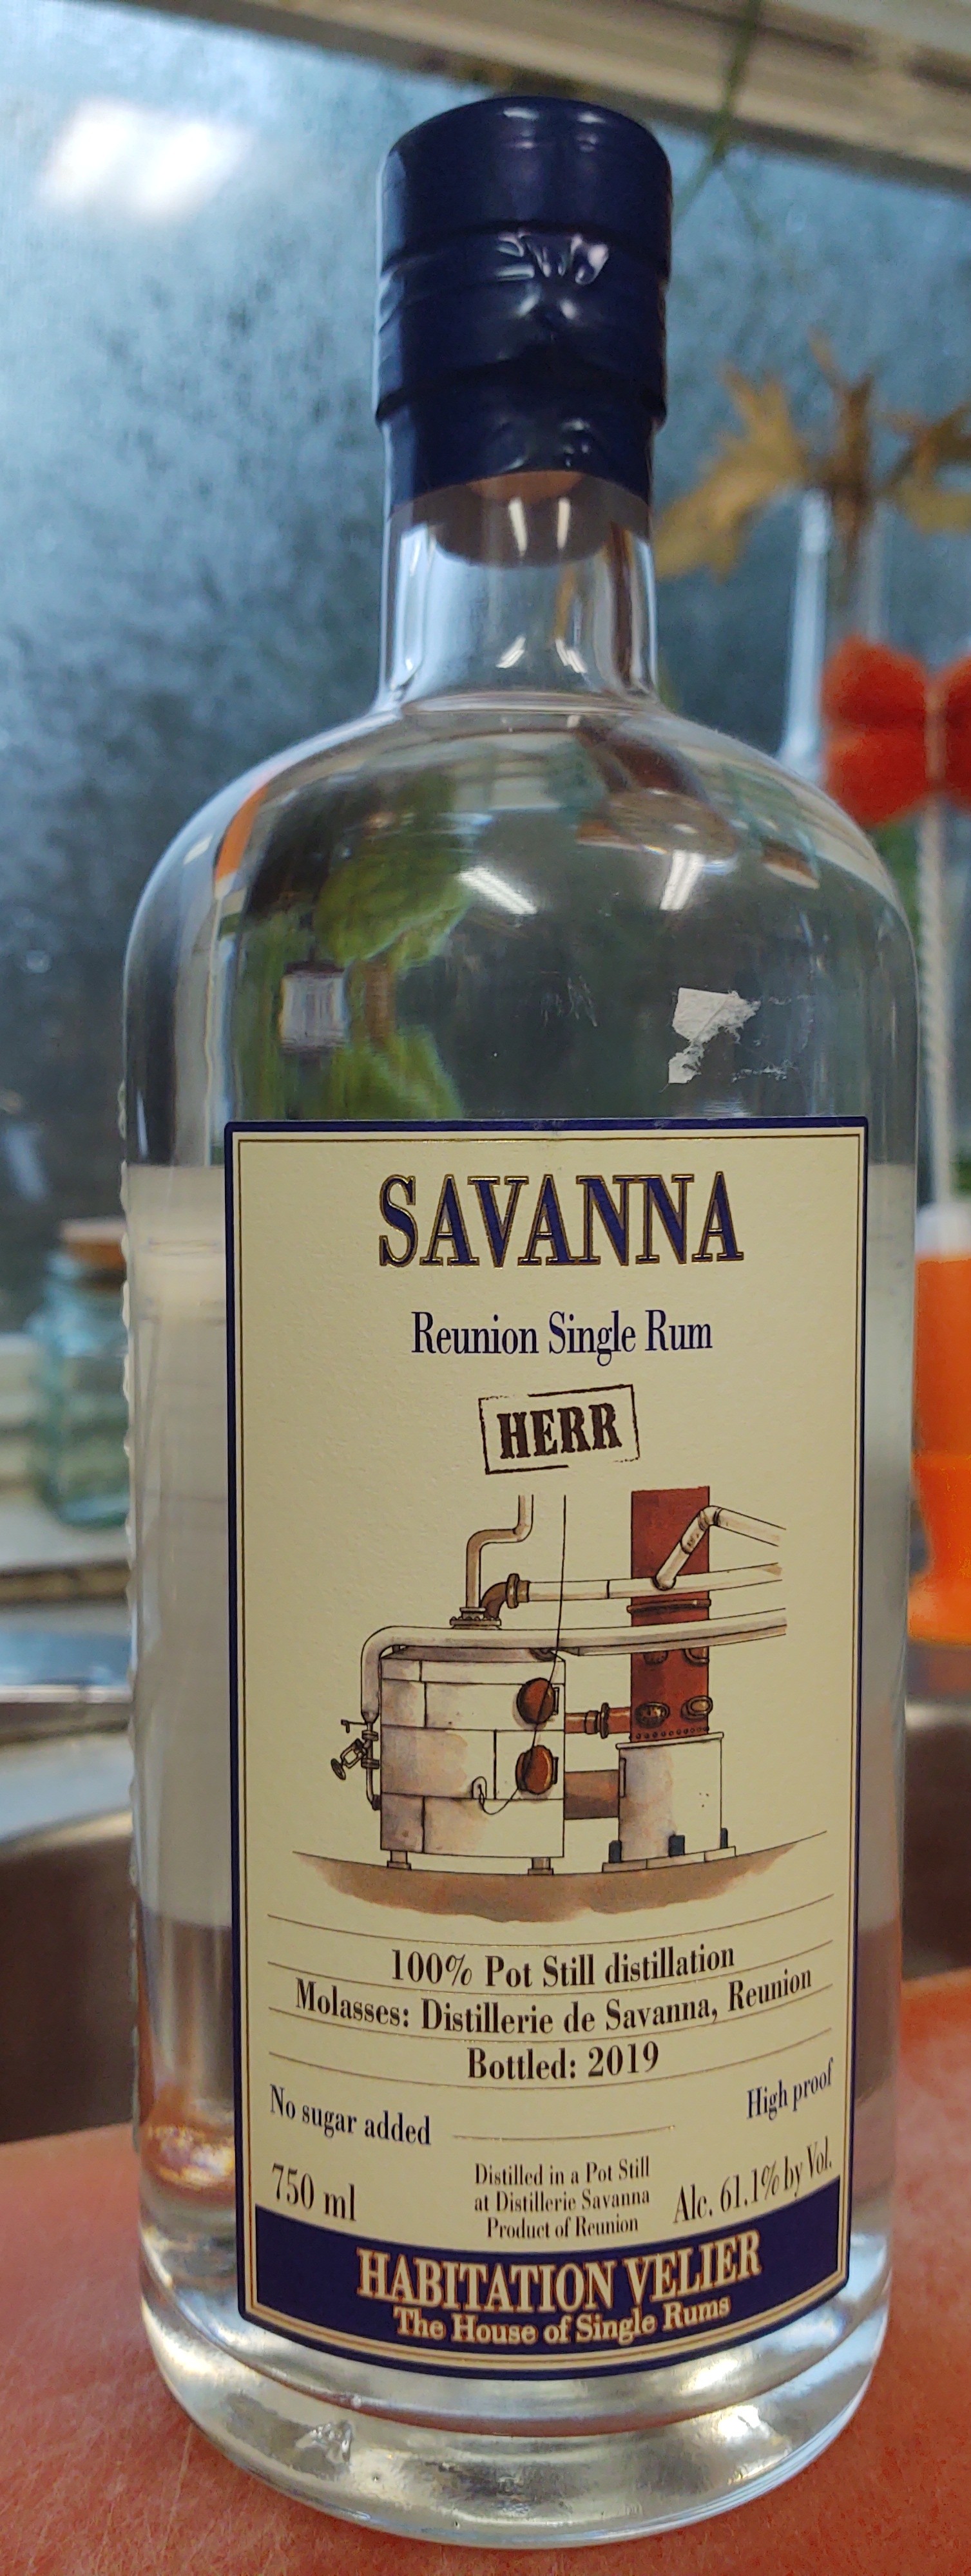 SAVANNA
Reunion Single Rum
HERR
100% Pot Still distillation
Molasses: Distillerie de Savanna, Reunion
Bottled: 2019
No sugar added
High proof
750 ml
Distilled in a Pot Still
at Distillerie Savanna
Product of Reunion
Alc. 61.1% by Vol.
HABITATION VELIER
The House of Single Rums